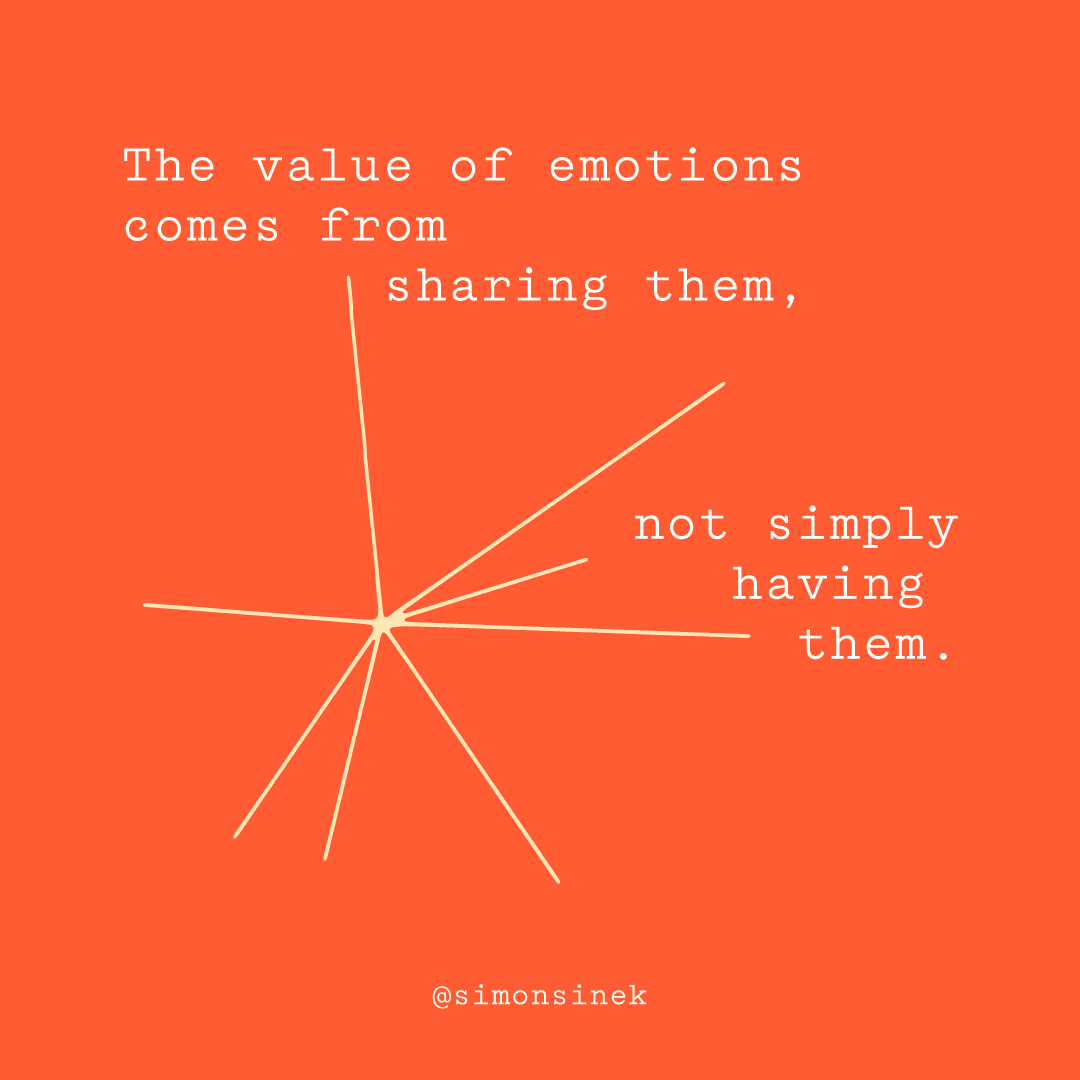 The value of emotions
comes from
sharing them,
not simply
having
them.
@simonsinek